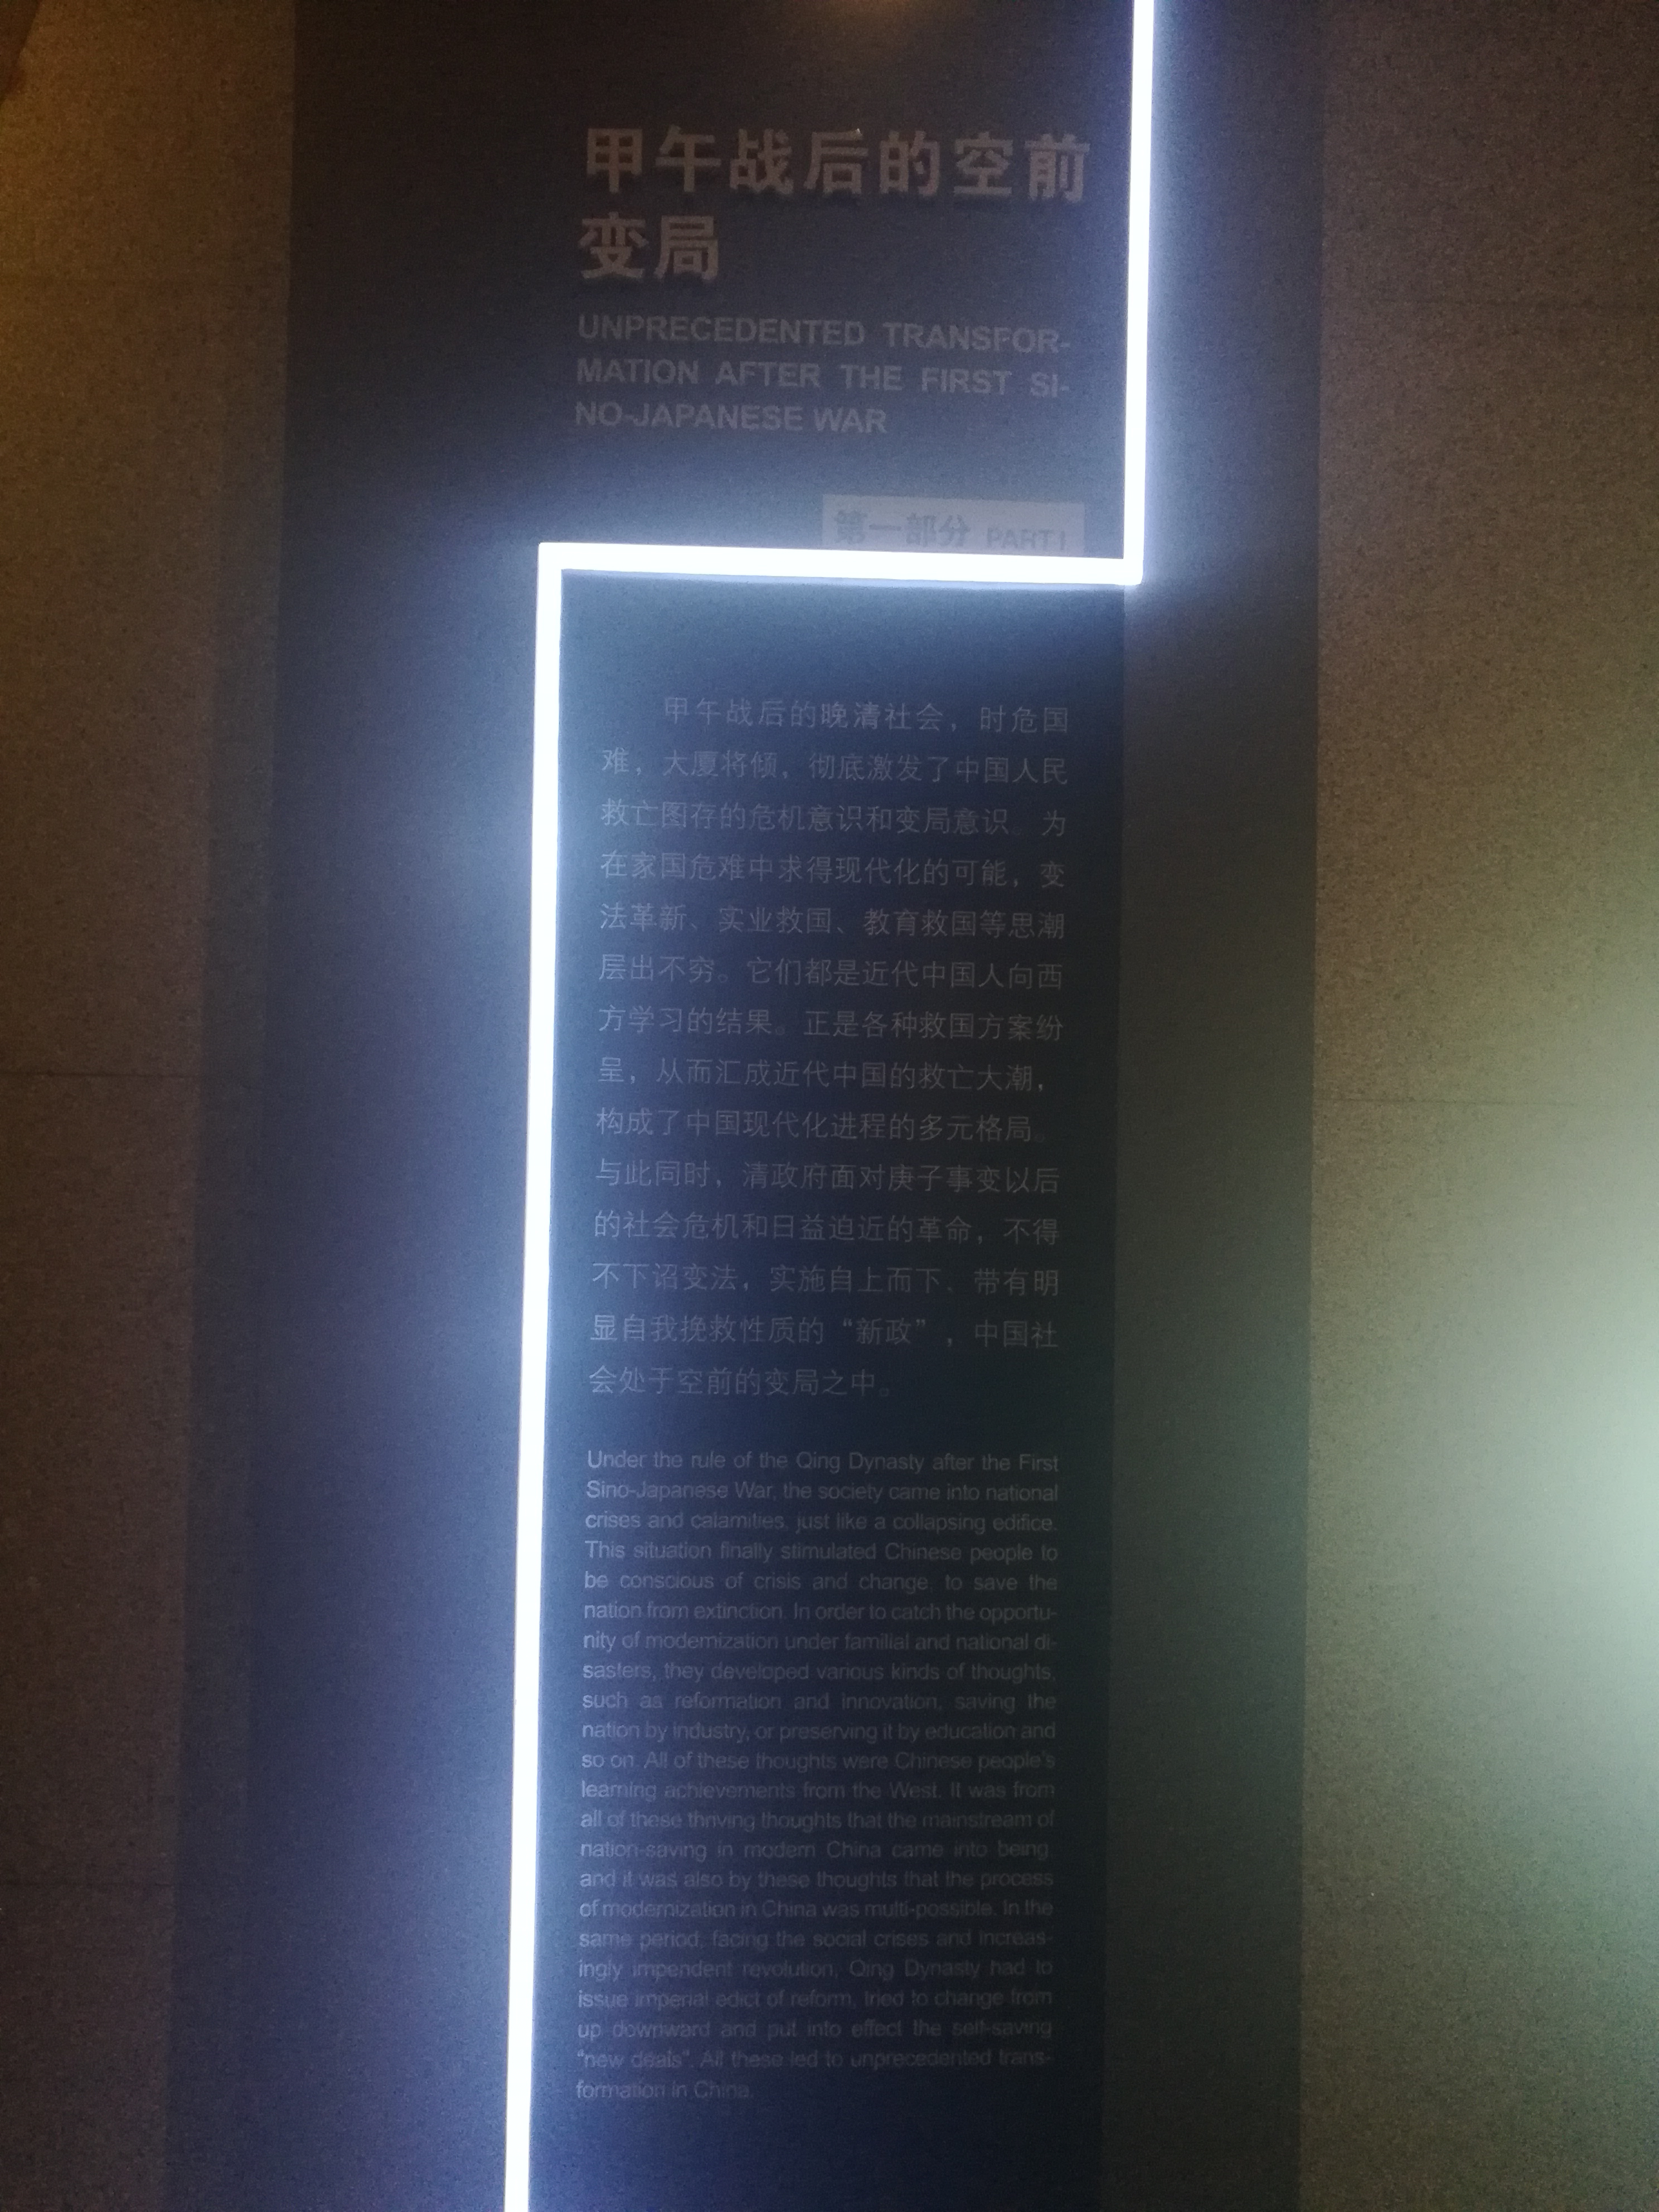 甲午战后的空前
变局
UNPRECEDENTED TRANSFOR-
MATION AFTER THE FIRST SI-
NO-JAPANESE WAR
第一部分 PART I
甲午战后的晚清社会，时危国
难，大厦将倾，彻底激发了中国人民
救亡图存的危机意识和变局意识。为
在家国危难中求得现代化的可能，变
法革新、实业救国、教育救国等思潮
层出不穷。它们都是近代中国人向西
方学习的结果。正是各种救国方案纷
呈，从而汇成近代中国的救亡大潮，
构成了中国现代化进程的多元格局。
与此同时，清政府面对庚子事变以后
的社会危机和日益迫近的革命，不得
不下诏变法，实施自上而下、带有明
显自我挽救性质的“新政”，中国社
会处于空前的变局之中。
Under the rule of the Qing Dynasty after the First
Sino-Japanese War, the society came into national
crises and calamities, just like a collapsing edifice.
This situation finally stimulated Chinese people to
be conscious of crisis and change, to save the
nation from extinction. In order to catch the opportu-
nity of modernization under familial and national di-
sasters, they developed various kinds of thoughts,
such as reformation and innovation, saving the
nation by industry, or preserving it by education and
so on. All of these thoughts were Chinese people's
learning achievements from the West. It was from
all of these thriving thoughts that the mainstream of
nation-saving in modern China came into being,
and it was also by these thoughts that the process
of modernization in China was multi-possible. In the
same period, facing the social crises and increas-
ingly impendent revolution, Qing Dynasty had to
issue imperial edict of reform, tried to change from
up downward and put into effect the self-saving
"new deals". All these led to unprecedented trans-
formation in China.